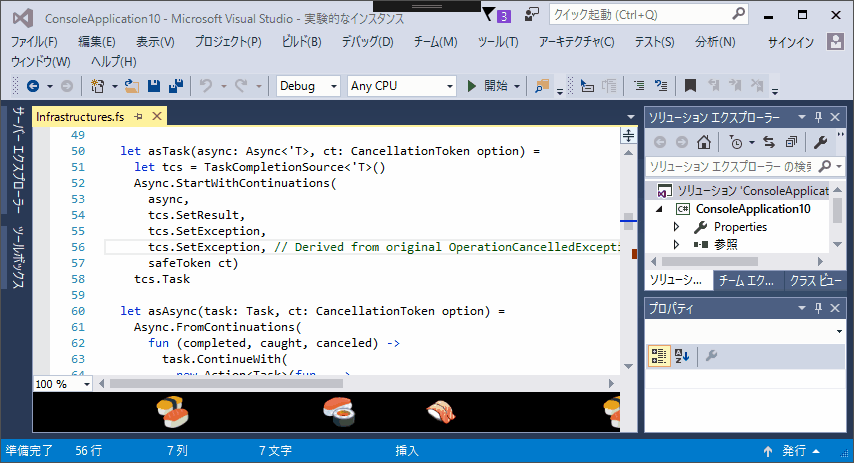 ConsoleApplication10 - Microsoft Visual Studio - 実験的なインスタンス
3
クイック起動 (Ctrl+Q)
ファイル(F) 編集(E) 表示(V) プロジェクト(P) ビルド(B) デバッグ(D) チーム(M) ツール(T) アーキテクチャ(C) テスト(S) 分析(N) サインイン
ウィンドウ(W) ヘルプ(H)
Debug Any CPU 開始
サーバー エクスプローラー
ツールボックス
Infrastructures.fs
49
50 let asTask(async: Async<'T>, ct: CancellationToken option) =
51 let tcs = TaskCompletionSource<'T>()
52 Async.StartWithContinuations(
53 async,
54 tcs.SetResult,
55 tcs.SetException,
56 tcs.SetException, // Derived from original OperationCancelledExcepti
57 safeToken ct)
58 tcs.Task
59
60 let asAsync(task: Task, ct: CancellationToken option) =
61 Async.FromContinuations(
62 fun (completed, caught, canceled) ->
63 task.ContinueWith(
64 new Action<Task>(fun _ ->
100 %
ソリューション エクスプローラー
ソリューション エクスプローラー の検索
ソリューション 'ConsoleApplicat
C# ConsoleApplication10
Properties
参照
ソリューシ... チーム エク... クラス ビュー
プロパティ
準備完了 56 行 7 列 7 文字 挿入 発行